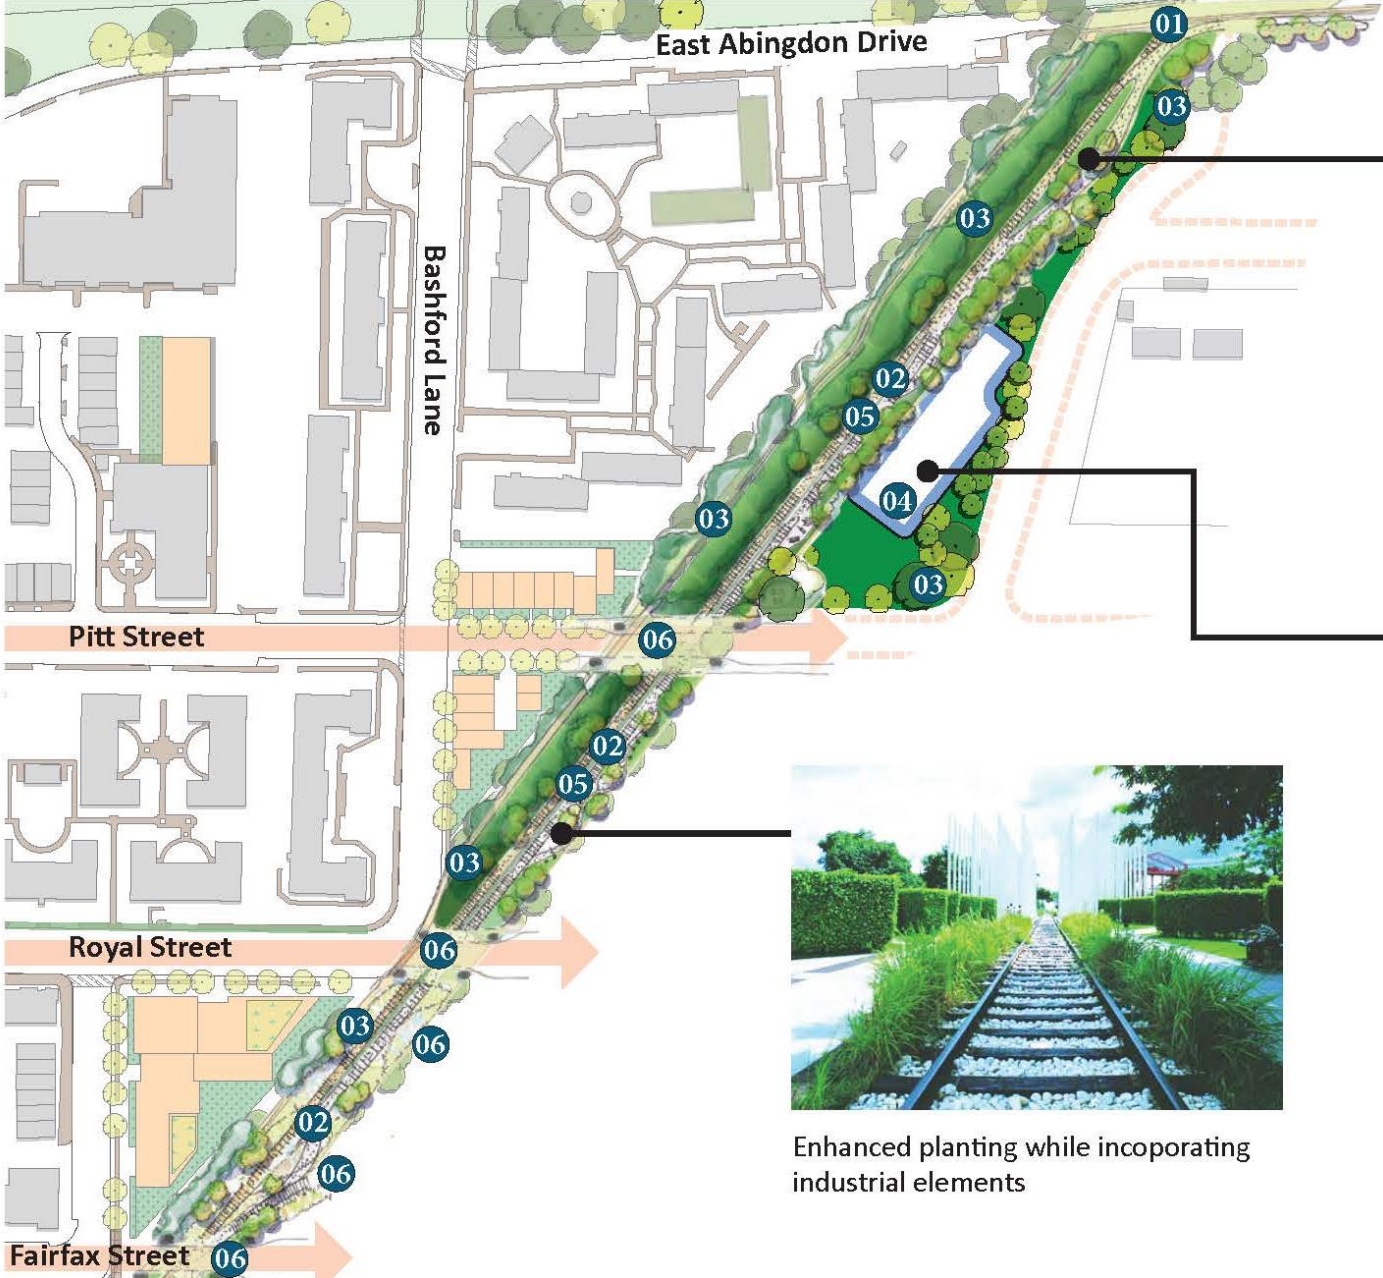 01
East Abingdon Drive
03
03
Bashford Lane
02
05
04
03
03
Pitt Street
06
02
05
03
Royal Street
06
03
06
02
06
Enhanced planting while incoporating
industrial elements
Fairfax Street
06